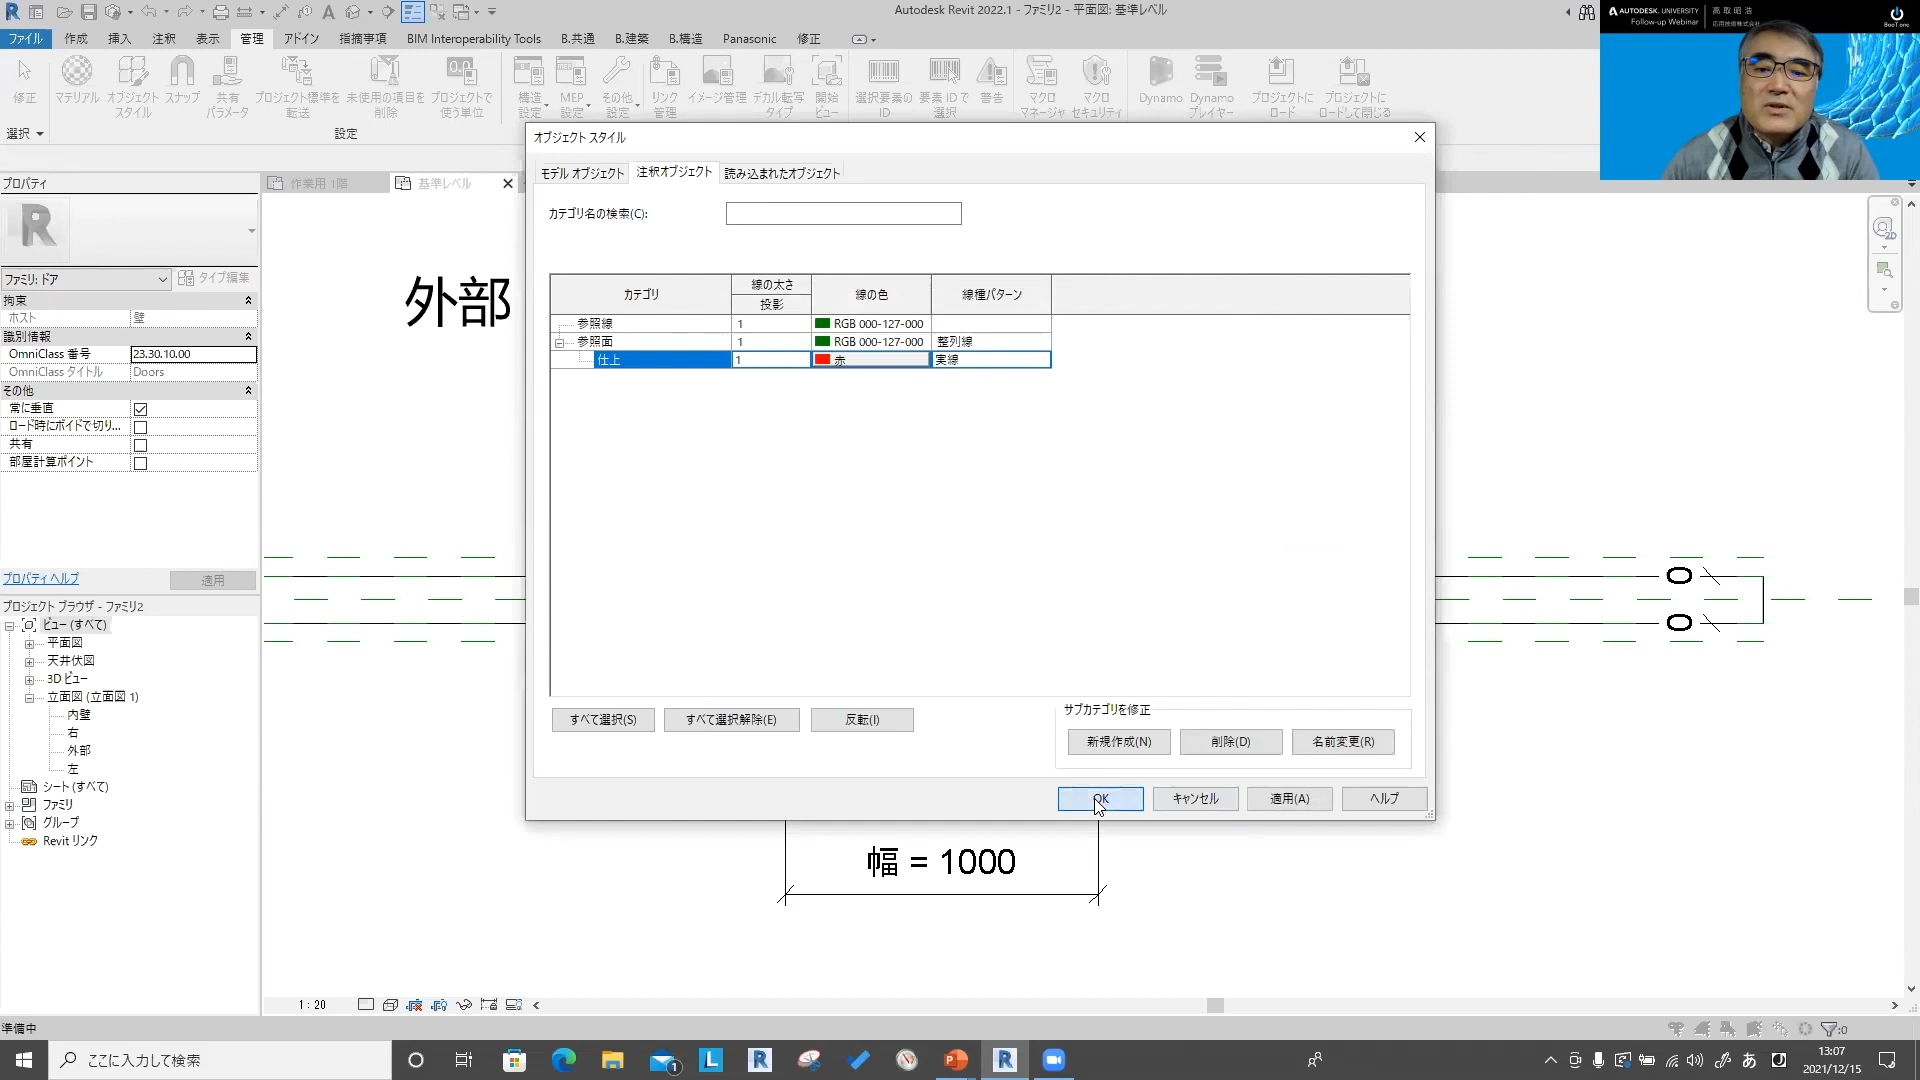 Autodesk Revit 2022.1 - ファミリ2 - 平面図: 基準レベル
AUTODESK. UNIVERSITY
Follow-up Webinar
高 取 昭 浩
応用技術株式会社
BooT.one
ファイル 作成 挿入 注釈 表示 管理 アドイン 指摘事項 BIM Interoperability Tools B.共通 B.建築 B.構造 Panasonic 修正
修正 マテリアル オブジェクト スタイル スナップ 共有 パラメータ プロジェクト標準を 転送 未使用の項目を 削除 プロジェクトで 使う単位 構造 設定 MEP 設定 その他 設定 リンク 管理 イメージ管理 デカル転写 タイプ 開始 ビュー 選択要素の ID 要素 ID で 選択 警告 マクロ マネージャ マクロ セキュリティ Dynamo Dynamo プレイヤー プロジェクトに ロード プロジェクトに ロードして閉じる
選択 設定
プロパティ
作業用 1階 基準レベル
ファミリ: ドア タイプ編集
拘束
ホスト 壁
識別情報
OmniClass 番号 23.30.10.00
OmniClass タイトル Doors
その他
常に垂直
ロード時にボイドで切り...
共有
部屋計算ポイント
プロパティ ヘルプ 適用
プロジェクト ブラウザ - ファミリ2
ビュー (すべて)
平面図
天井伏図
3D ビュー
立面図 (立面図 1)
内壁
右
外部
左
シート (すべて)
ファミリ
グループ
Revit リンク
外部
オブジェクト スタイル
モデル オブジェクト 注釈オブジェクト 読み込まれたオブジェクト
カテゴリ名の検索(C):
カテゴリ 線の太さ 投影 線の色 線種パターン
参照線 1 RGB 000-127-000
参照面 1 RGB 000-127-000 整列線
仕上 1 赤 実線
すべて選択(S) すべて選択解除(E) 反転(I)
サブカテゴリを修正
新規作成(N) 削除(D) 名前変更(R)
OK キャンセル 適用(A) ヘルプ
0
0
幅 = 1000
2D
1 : 20
準備中
:0
ここに入力して検索
1
あ
13:07
2021/12/15